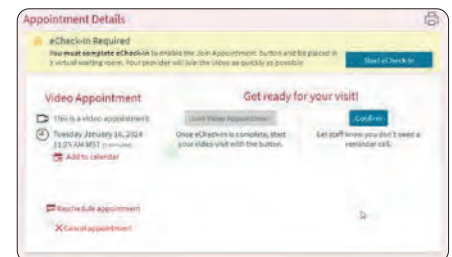 Appointment Details
eCheck-in Required
You must complete eCheck-in to enable the Join Appointment button and be placed in
a virtual waiting room. Your provider will join the video as quickly as possible
Start eCheck-in
Video Appointment
This is a video appointment
Tuesday January 16, 2024
11:25 AM MST
Add to calendar
Reschedule appointment
Cancel appointment
Get ready for your visit!
Join Video Appointment
Once eCheck-in is complete, start
your video visit with the button.
Confirm
Let staff know you don't need a
reminder call.